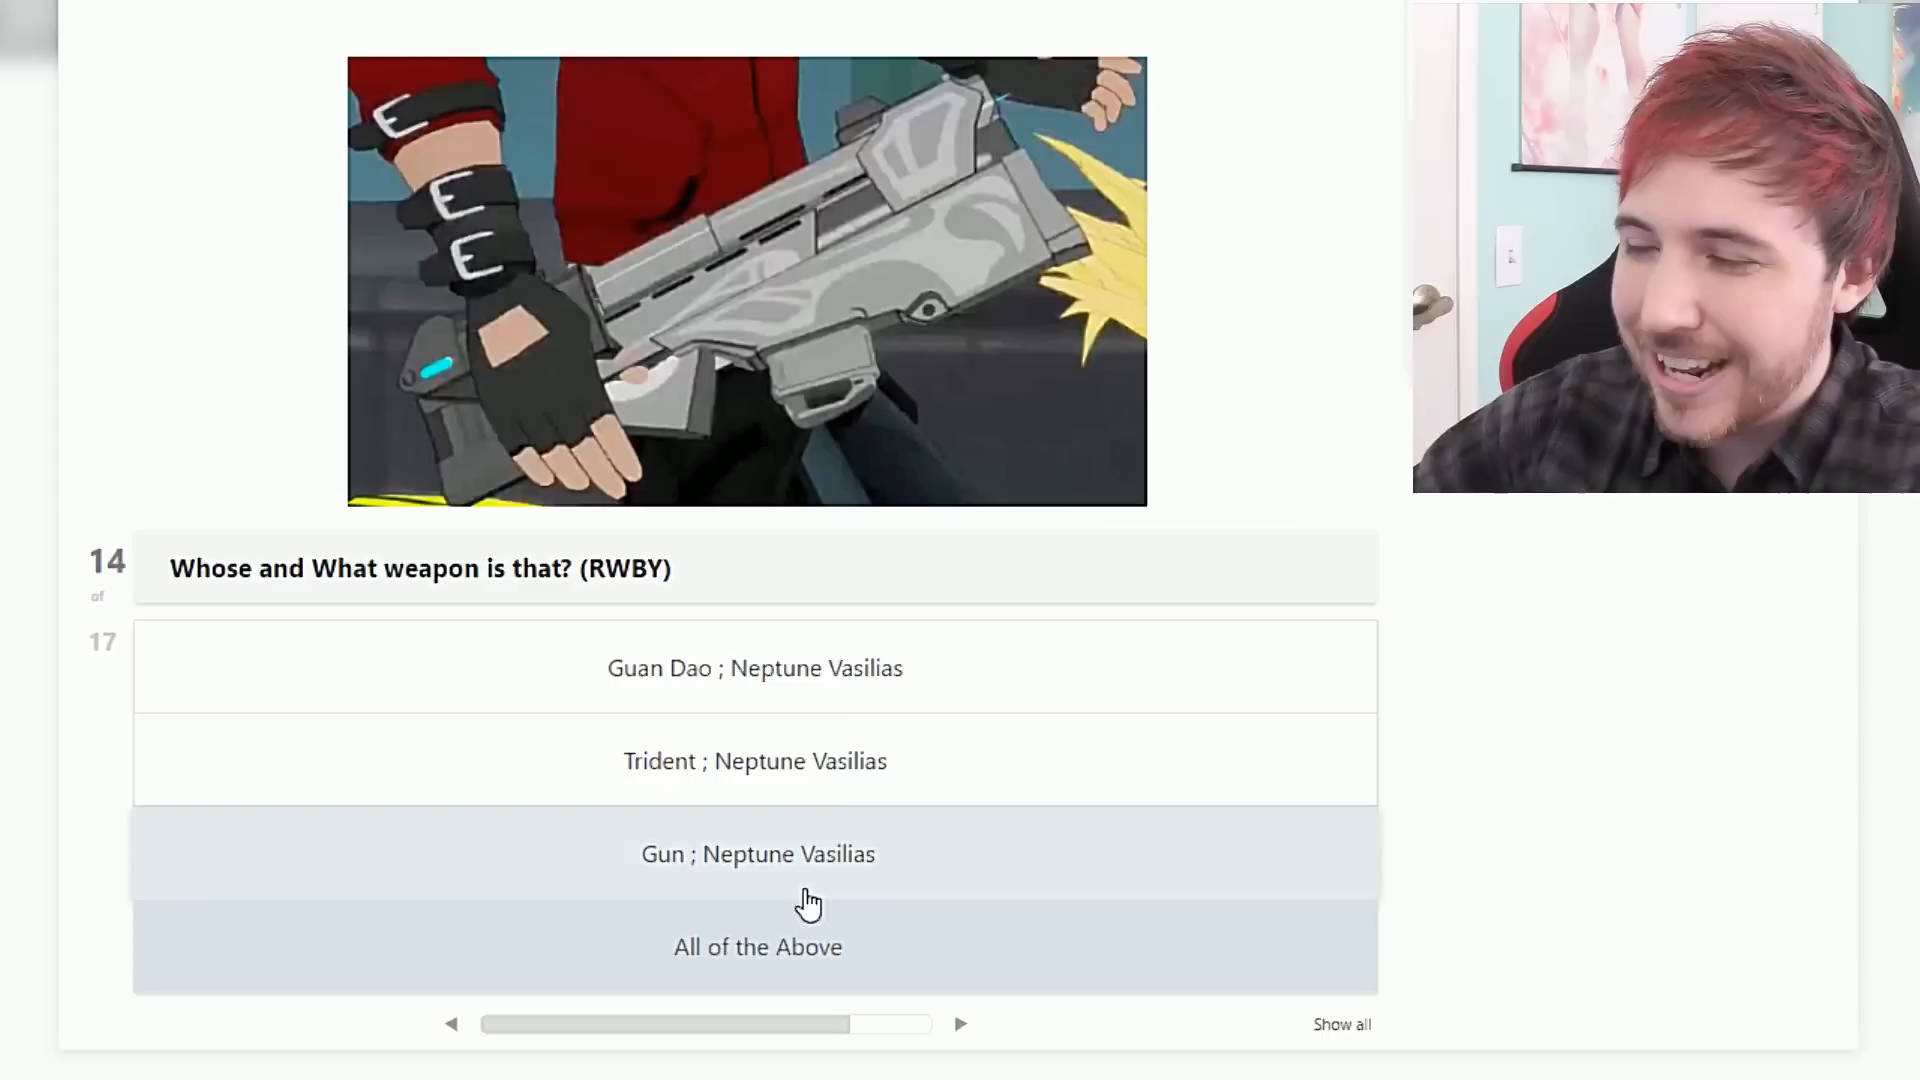 14
of
17
Whose and What weapon is that? (RWBY)
Guan Dao ; Neptune Vasilias
Trident ; Neptune Vasilias
Gun ; Neptune Vasilias
All of the Above
Show all